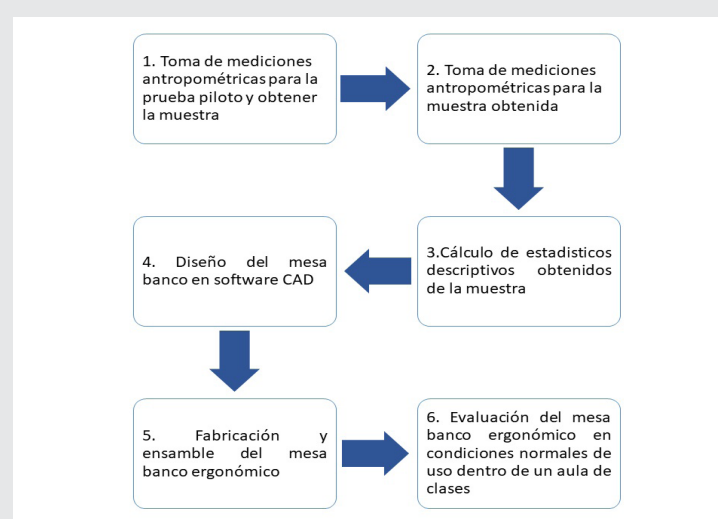 1. Toma de mediciones
antropométricas para la
prueba piloto y obtener
la muestra
2. Toma de mediciones
antropométricas para la
muestra obtenida
3.Cálculo de estadisticos
descriptivos obtenidos
de la muestra
4. Diseño del mesa
banco en software CAD
5. Fabricación y
ensamble del mesa
banco ergonómico
6. Evaluación del mesa
banco ergonómico en
condiciones normales de
uso dentro de un aula de
clases